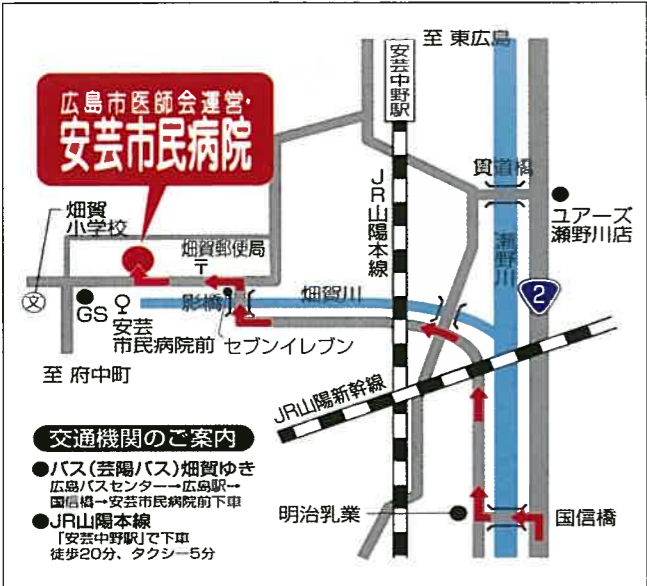 至 東広島
安芸中野駅
広島市医師会運営・
安芸市民病院
貫道橋
JR山陽本線
ユアーズ
瀬野川店
畑賀
小学校
畑賀郵便局
〒
瀬野川
2
文
GS
影橋
畑賀川
安芸
市民病院前
セブンイレブン
至 府中町
JR山陽新幹線
交通機関のご案内
●バス(芸陽バス)畑賀ゆき
広島バスセンター→広島駅→
国信橋→安芸市民病院前下車
●JR山陽本線
「安芸中野駅」で下車
徒歩20分、タクシー5分
明治乳業
国信橋